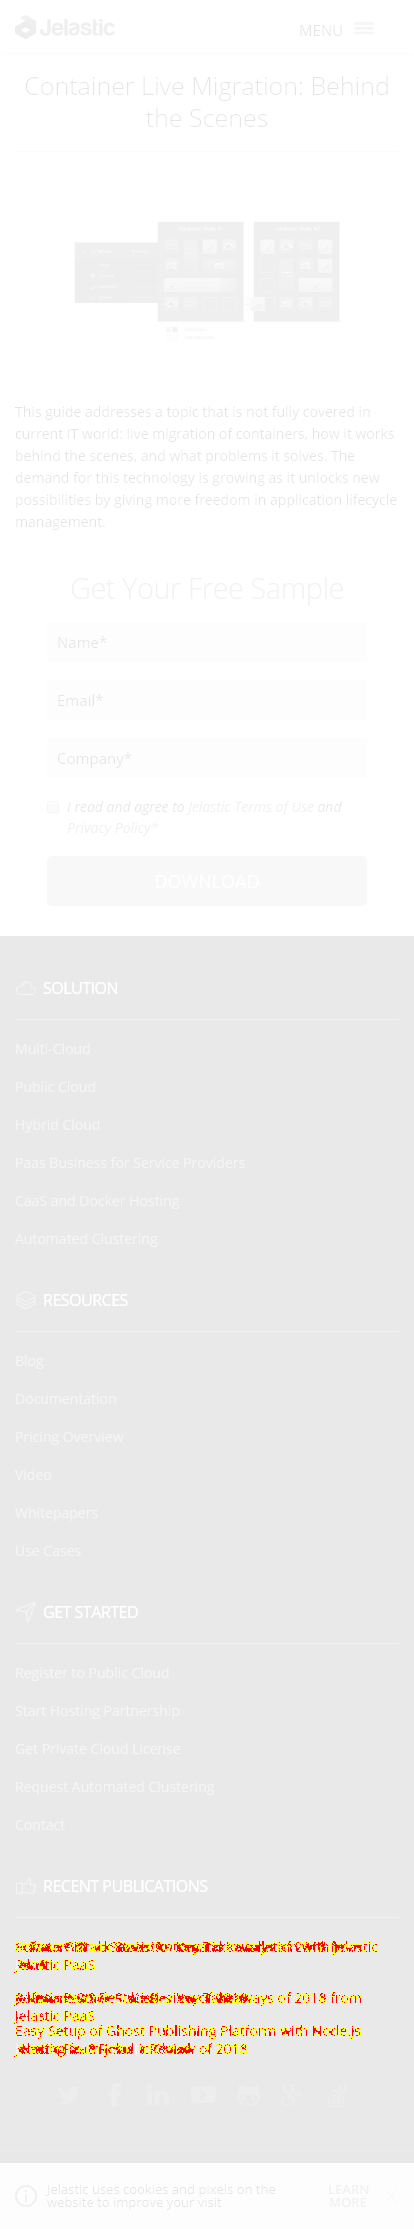 Jelastic
MENU
Container Live Migration: Behind
the Scenes
This guide addresses a topic that is not fully covered in
current IT world: live migration of containers, how it works
behind the scenes, and what problems it solves. The
demand for this technology is growing as it unlocks new
possibilities by giving more freedom in application lifecycle
management.
Get Your Free Sample
Name*
Email*
Company*
I read and agree to Jelastic Terms of Use and
Privacy Policy*
DOWNLOAD
SOLUTION
Multi-Cloud
Public Cloud
Hybrid Cloud
Paas Business for Service Providers
CaaS and Docker Hosting
Automated Clustering
RESOURCES
Blog
Documentation
Pricing Overview
Video
Whitepapers
Use Cases
GET STARTED
Register to Public Cloud
Start Hosting Partnership
Get Private Cloud License
Request Automated Clustering
Contact
RECENT PUBLICATIONS
with Jelastic
PaaS
of 2018 from
Jelastic PaaS
Easy Setup of Ghost Publishing Platform with Node.js
of 2018
Jelastic uses cookies and pixels on the
website to improve your visit
LEARN
MORE